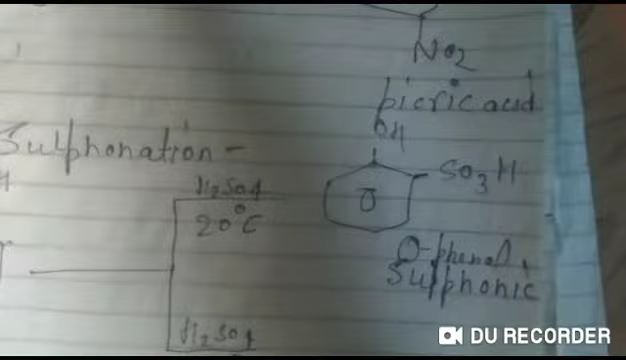 NO2
picric acid
Sulphonation-
OH
SO3H
H2SO4
20°C
O-phenol
Sulphonic
H2SO4
DU RECORDER